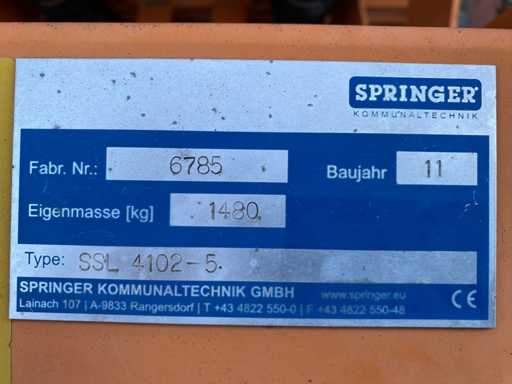 SPRINGER
KOMMUNALTECHNIK
Fabr. Nr.: 6785 Baujahr 11
Eigenmasse [kg] 1480
Type: SSL 4102-5
SPRINGER KOMMUNALTECHNIK GMBH www.springer.eu
Lainach 107 | A-9833 Rangersdorf | T +43 4822 550-0 | F +43 4822 550-48
CE